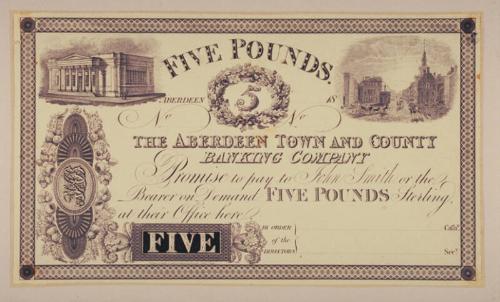 FIVE POUNDS.
ABERDEEN 5 18
No No
THE ABERDEEN TOWN AND COUNTY
BANKING COMPANY
Promise to pay to John Smith or the
Bearer on Demand FIVE POUNDS Sterling,
at their Office here
FIVE
BY ORDER
of the
DIRECTORS
Cashr.
Secy.